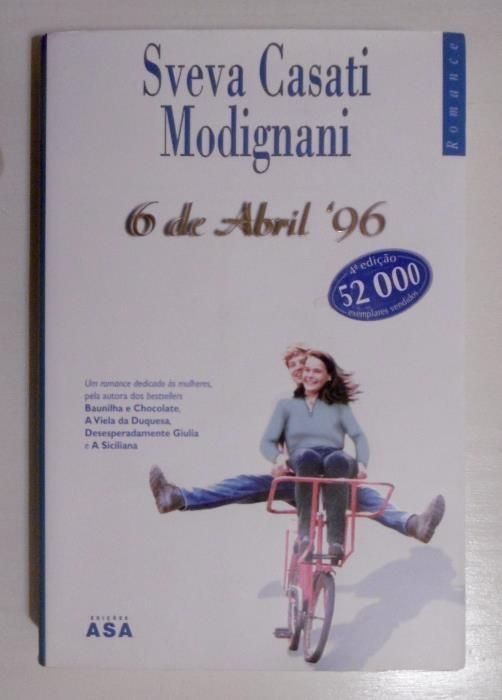 Sveva Casati
Modignani
Romance
6 de Abril '96
4ª edição
52 000
exemplares vendidos
Um romance dedicado às mulheres,
pela autora dos bestsellers
Baunilha e Chocolate,
A Viela da Duquesa,
Desesperadamente Giulia
e A Siciliana
EDIÇÕES
ASA